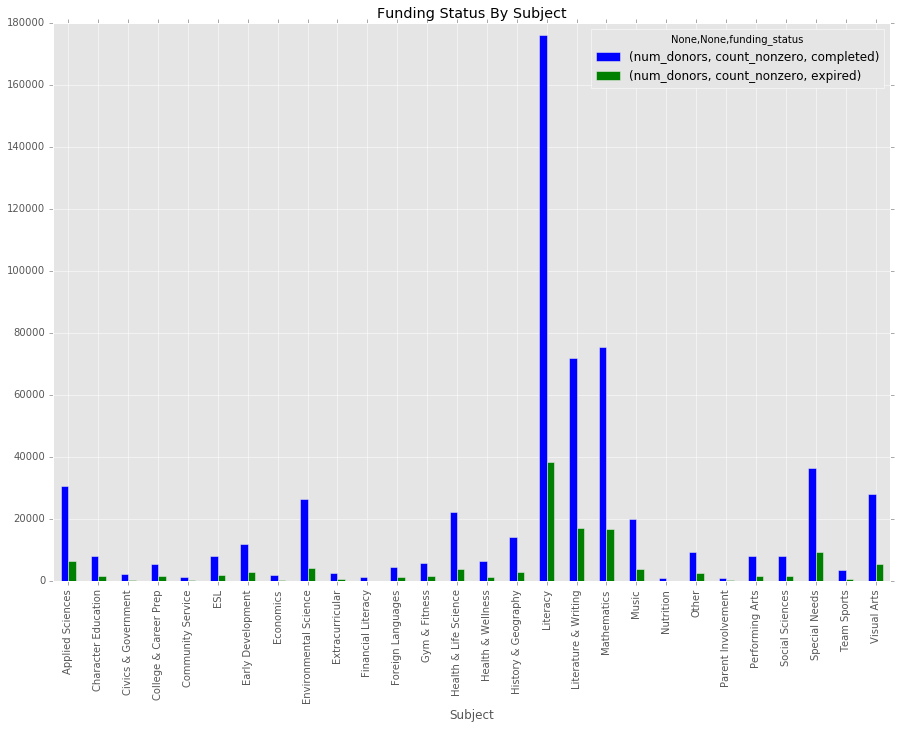 Funding Status By Subject
None,None,funding_status
(num_donors, count_nonzero, completed)
(num_donors, count_nonzero, expired)
180000
160000
140000
120000
100000
80000
60000
40000
20000
0
Applied Sciences
Character Education
Civics & Government
College & Career Prep
Community Service
ESL
Early Development
Economics
Environmental Science
Extracurricular
Financial Literacy
Foreign Languages
Gym & Fitness
Health & Life Science
Health & Wellness
History & Geography
Literacy
Literature & Writing
Mathematics
Music
Nutrition
Other
Parent Involvement
Performing Arts
Social Sciences
Special Needs
Team Sports
Visual Arts
Subject